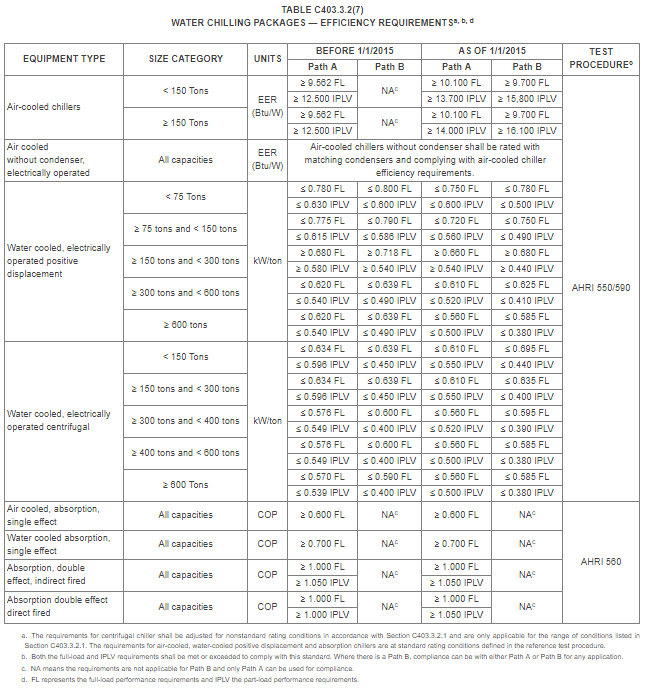 TABLE C403.3.2(7)
WATER CHILLING PACKAGES — EFFICIENCY REQUIREMENTSa, b, d
EQUIPMENT TYPE SIZE CATEGORY UNITS BEFORE 1/1/2015 AS OF 1/1/2015 TEST PROCEDUREc
Path A Path B Path A Path B
Air-cooled chillers < 150 Tons EER (Btu/W) ≥ 9.562 FL NAc ≥ 10.100 FL ≥ 9.700 FL AHRI 550/590
≥ 12.500 IPLV ≥ 13.700 IPLV ≥ 15,800 IPLV
≥ 150 Tons ≥ 9.562 FL NAc ≥ 10.100 FL ≥ 9.700 FL
≥ 12.500 IPLV ≥ 14.000 IPLV ≥ 16.100 IPLV
Air cooled
without condenser,
electrically operated
All capacities
EER
(Btu/W)
Air-cooled chillers without condenser shall be rated with
matching condensers and complying with air-cooled chiller
efficiency requirements.
Water cooled, electrically
operated positive
displacement
kW/ton
< 75 Tons ≤ 0.780 FL ≤ 0.800 FL ≤ 0.750 FL ≤ 0.780 FL
≤ 0.630 IPLV ≤ 0.600 IPLV ≤ 0.600 IPLV ≤ 0.500 IPLV
≥ 75 tons and < 150 tons ≤ 0.775 FL ≤ 0.790 FL ≤ 0.720 FL ≤ 0.750 FL
≤ 0.615 IPLV ≤ 0.586 IPLV ≤ 0.560 IPLV ≤ 0.490 IPLV
≥ 150 tons and < 300 tons ≥ 0.680 FL ≥ 0.718 FL ≥ 0.660 FL ≥ 0.680 FL
≥ 0.580 IPLV ≥ 0.540 IPLV ≥ 0.540 IPLV ≥ 0.440 IPLV
≥ 300 tons and < 600 tons ≤ 0.620 FL ≤ 0.639 FL ≤ 0.610 FL ≤ 0.625 FL
≤ 0.540 IPLV ≤ 0.490 IPLV ≤ 0.520 IPLV ≤ 0.410 IPLV
≥ 600 tons ≤ 0.620 FL ≤ 0.639 FL ≤ 0.560 FL ≤ 0.585 FL
≤ 0.540 IPLV ≤ 0.490 IPLV ≤ 0.500 IPLV ≤ 0.380 IPLV
Water cooled, electrically
operated centrifugal
kW/ton
< 150 Tons ≤ 0.634 FL ≤ 0.639 FL ≤ 0.610 FL ≤ 0.695 FL
≤ 0.596 IPLV ≤ 0.450 IPLV ≤ 0.550 IPLV ≤ 0.440 IPLV
≥ 150 tons and < 300 tons ≤ 0.634 FL ≤ 0.639 FL ≤ 0.610 FL ≤ 0.635 FL
≤ 0.596 IPLV ≤ 0.450 IPLV ≤ 0.550 IPLV ≤ 0.400 IPLV
≥ 300 tons and < 400 tons ≤ 0.576 FL ≤ 0.600 FL ≤ 0.560 FL ≤ 0.595 FL
≤ 0.549 IPLV ≤ 0.400 IPLV ≤ 0.520 IPLV ≤ 0.390 IPLV
≥ 400 tons and < 600 tons ≤ 0.576 FL ≤ 0.600 FL ≤ 0.560 FL ≤ 0.585 FL
≤ 0.549 IPLV ≤ 0.400 IPLV ≤ 0.500 IPLV ≤ 0.380 IPLV
≥ 600 Tons ≤ 0.570 FL ≤ 0.590 FL ≤ 0.560 FL ≤ 0.585 FL
≤ 0.539 IPLV ≤ 0.400 IPLV ≤ 0.500 IPLV ≤ 0.380 IPLV
Air cooled, absorption,
single effect
All capacities COP ≥ 0.600 FL NAc ≥ 0.600 FL NAc AHRI 560
Water cooled absorption,
single effect
All capacities COP ≥ 0.700 FL NAc ≥ 0.700 FL NAc
Absorption, double
effect, indirect fired
All capacities COP ≥ 1.000 FL NAc ≥ 1.000 FL NAc
≥ 1.050 IPLV ≥ 1.050 IPLV
Absorption double effect
direct fired
All capacities COP ≥ 1.000 FL NAc ≥ 1.000 FL NAc
≥ 1.000 IPLV ≥ 1.050 IPLV
a. The requirements for centrifugal chiller shall be adjusted for nonstandard rating conditions in accordance with Section C403.3.2.1 and are only applicable for the range of conditions listed in
Section C403.3.2.1. The requirements for air-cooled, water-cooled positive displacement and absorption chillers are at standard rating conditions defined in the reference test procedure.
b. Both the full-load and IPLV requirements shall be met or exceeded to comply with this standard. Where there is a Path B, compliance can be with either Path A or Path B for any application.
c. NA means the requirements are not applicable for Path B and only Path A can be used for compliance.
d. FL represents the full-load performance requirements and IPLV the part-load performance requirements.